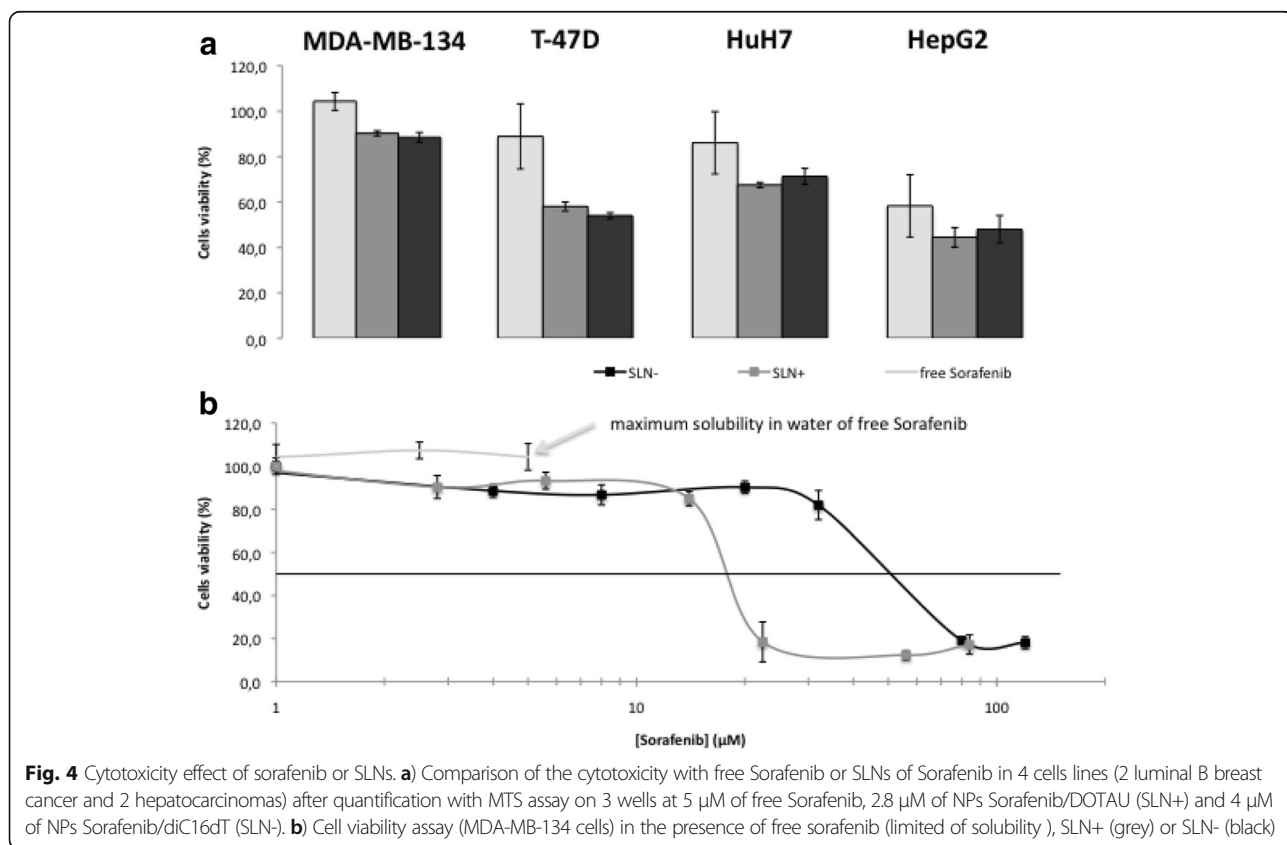 a
MDA-MB-134 T-47D HuH7 HepG2
120,0
100,0
80,0
60,0
40,0
20,0
0,0
Cells viability (%)
SLN- SLN+ free Sorafenib
b
maximum solubility in water of free Sorafenib
120,0
100,0
80,0
60,0
40,0
20,0
0,0
Cells viability (%)
1 10 100
[Sorafenib] (µM)
Fig. 4 Cytotoxicity effect of sorafenib or SLNs. a) Comparison of the cytotoxicity with free Sorafenib or SLNs of Sorafenib in 4 cells lines (2 luminal B breast
cancer and 2 hepatocarcinomas) after quantification with MTS assay on 3 wells at 5 µM of free Sorafenib, 2.8 µM of NPs Sorafenib/DOTAU (SLN+) and 4 µM
of NPs Sorafenib/diC16dT (SLN-). b) Cell viability assay (MDA-MB-134 cells) in the presence of free sorafenib (limited of solubility ), SLN+ (grey) or SLN- (black)